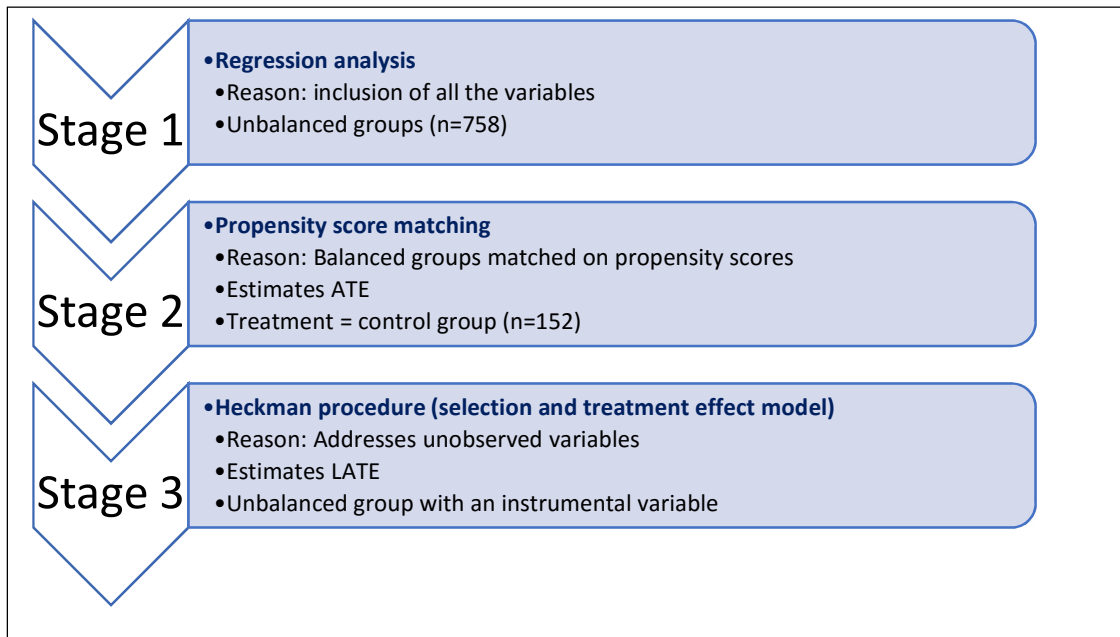 Stage 1
•Regression analysis
•Reason: inclusion of all the variables
•Unbalanced groups (n=758)
Stage 2
•Propensity score matching
•Reason: Balanced groups matched on propensity scores
•Estimates ATE
•Treatment = control group (n=152)
Stage 3
•Heckman procedure (selection and treatment effect model)
•Reason: Addresses unobserved variables
•Estimates LATE
•Unbalanced group with an instrumental variable